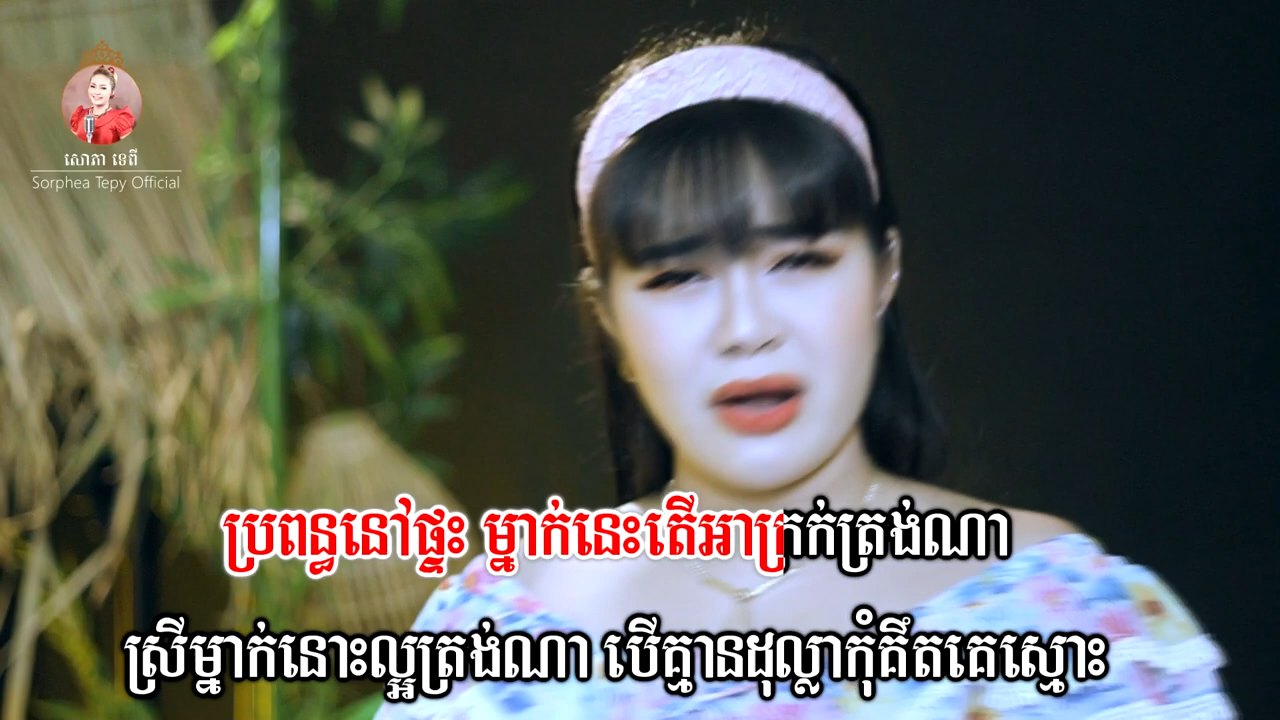 សោភា ទេពី
Sorphea Tepy Official
ប្រពន្ធនៅផ្ទះ ម្នាក់នេះតើអាក្រក់ត្រង់ណា
ស្រីម្នាក់នោះល្អត្រង់ណា បើគ្មានដុល្លាកុំគឹតគេស្មោះ